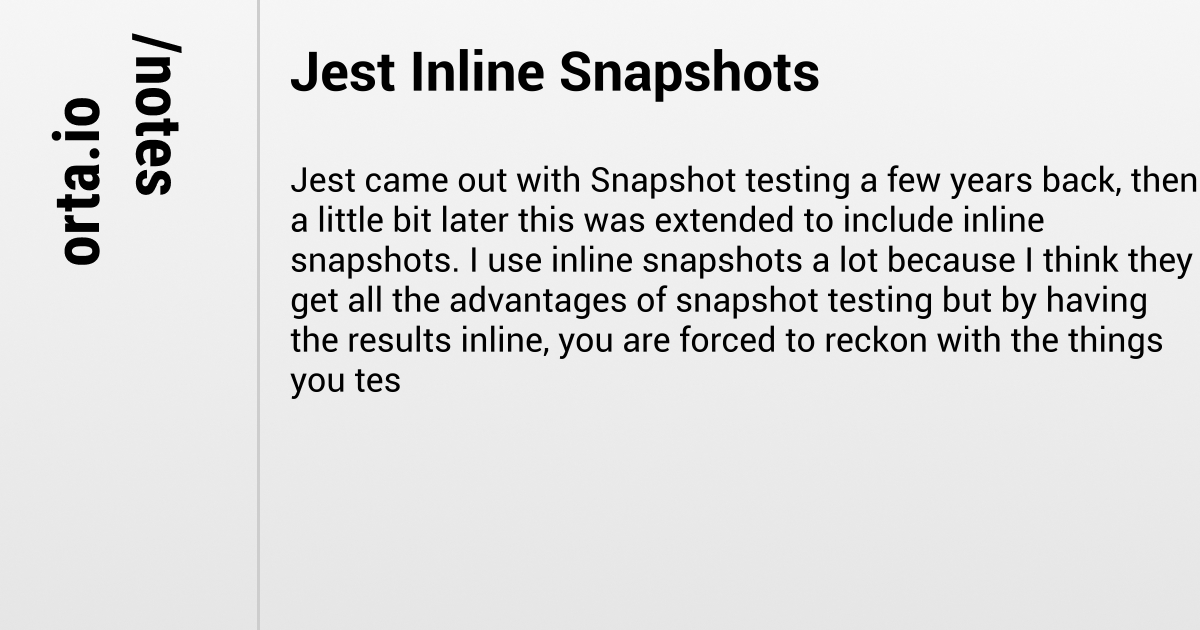 orta.io
/notes
Jest Inline Snapshots
Jest came out with Snapshot testing a few years back, then
a little bit later this was extended to include inline
snapshots. I use inline snapshots a lot because I think they
get all the advantages of snapshot testing but by having
the results inline, you are forced to reckon with the things
you tes